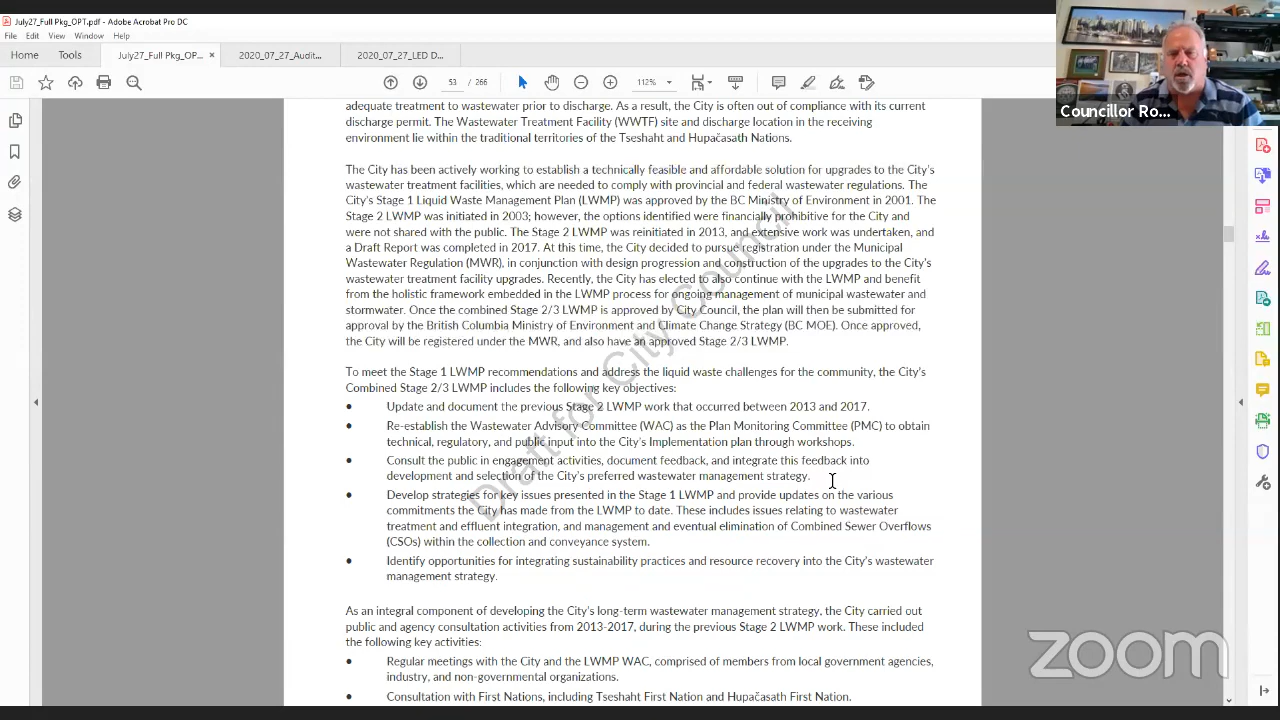 July27_Full Pkg_OPT.pdf - Adobe Acrobat Pro DC
File Edit View Window Help
Home Tools July27_Full Pkg_OP... × 2020_07_27_Audit... 2020_07_27_LED D...
53 / 266 112%
Councillor Ro...
adequate treatment to wastewater prior to discharge. As a result, the City is often out of compliance with its current
discharge permit. The Wastewater Treatment Facility (WWTF) site and discharge location in the receiving
environment lie within the traditional territories of the Tseshaht and Hupačasath Nations.
The City has been actively working to establish a technically feasible and affordable solution for upgrades to the City's
wastewater treatment facilities, which are needed to comply with provincial and federal wastewater regulations. The
City's Stage 1 Liquid Waste Management Plan (LWMP) was approved by the BC Ministry of Environment in 2001. The
Stage 2 LWMP was initiated in 2003; however, the options identified were financially prohibitive for the City and
were not shared with the public. The Stage 2 LWMP was reinitiated in 2013, and extensive work was undertaken, and
a Draft Report was completed in 2017. At this time, the City decided to pursue registration under the Municipal
Wastewater Regulation (MWR), in conjunction with design progression and construction of the upgrades to the City's
wastewater treatment facility upgrades. Recently, the City has elected to also continue with the LWMP and benefit
from the holistic framework embedded in the LWMP process for ongoing management of municipal wastewater and
stormwater. Once the combined Stage 2/3 LWMP is approved by City Council, the plan will then be submitted for
approval by the British Columbia Ministry of Environment and Climate Change Strategy (BC MOE). Once approved,
the City will be registered under the MWR, and also have an approved Stage 2/3 LWMP.
To meet the Stage 1 LWMP recommendations and address the liquid waste challenges for the community, the City's
Combined Stage 2/3 LWMP includes the following key objectives:
● Update and document the previous Stage 2 LWMP work that occurred between 2013 and 2017.
● Re-establish the Wastewater Advisory Committee (WAC) as the Plan Monitoring Committee (PMC) to obtain
technical, regulatory, and public input into the City's Implementation plan through workshops.
● Consult the public in engagement activities, document feedback, and integrate this feedback into
development and selection of the City's preferred wastewater management strategy.
● Develop strategies for key issues presented in the Stage 1 LWMP and provide updates on the various
commitments the City has made from the LWMP to date. These includes issues relating to wastewater
treatment and effluent integration, and management and eventual elimination of Combined Sewer Overflows
(CSOs) within the collection and conveyance system.
● Identify opportunities for integrating sustainability practices and resource recovery into the City's wastewater
management strategy.
As an integral component of developing the City's long-term wastewater management strategy, the City carried out
public and agency consultation activities from 2013-2017, during the previous Stage 2 LWMP work. These included
the following key activities:
● Regular meetings with the City and the LWMP WAC, comprised of members from local government agencies,
industry, and non-governmental organizations.
● Consultation with First Nations, including Tseshaht First Nation and Hupačasath First Nation.
Draft for City Council
zoom